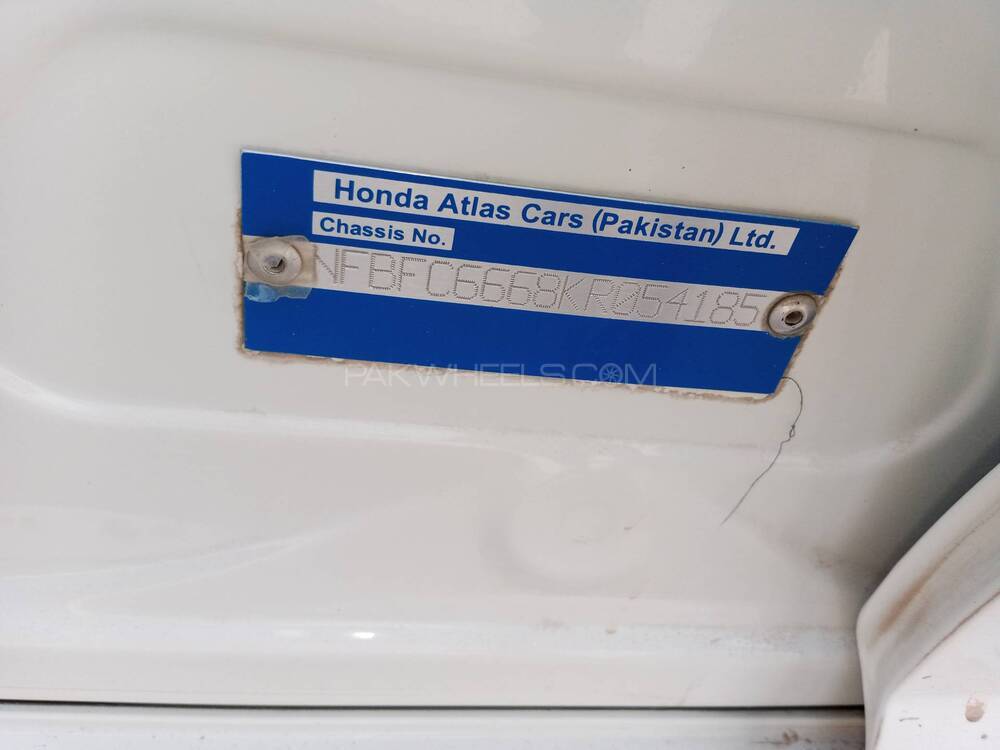 Honda Atlas Cars (Pakistan) Ltd.
Chassis No.
NFBFC6668KR054185
PAKWHEELS.COM